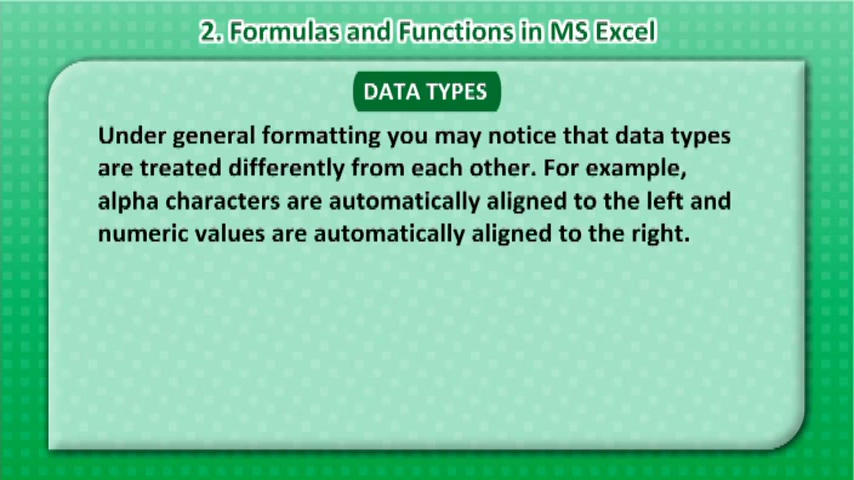 2. Formulas and Functions in MS Excel
DATA TYPES
Under general formatting you may notice that data types
are treated differently from each other. For example,
alpha characters are automatically aligned to the left and
numeric values are automatically aligned to the right.